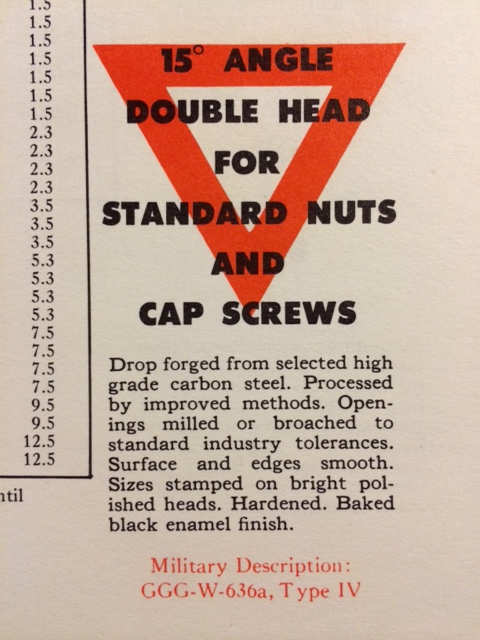 1.5
1.5
1.5
1.5
1.5
1.5
1.5
2.3
2.3
2.3
2.3
3.5
3.5
3.5
5.3
5.3
5.3
5.3
7.5
7.5
7.5
7.5
9.5
9.5
12.5
12.5
ntil
15° ANGLE
DOUBLE HEAD
FOR
STANDARD NUTS
AND
CAP SCREWS
Drop forged from selected high
grade carbon steel. Processed
by improved methods. Open-
ings milled or broached to
standard industry tolerances.
Surface and edges smooth.
Sizes stamped on bright pol-
ished heads. Hardened. Baked
black enamel finish.
Military Description:
GGG-W-636a, Type IV